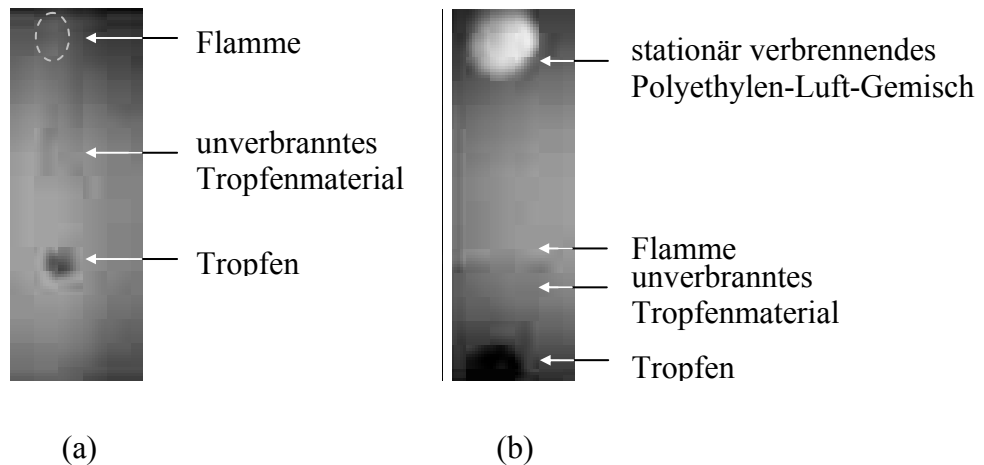 Flamme
unverbranntes
Tropfenmaterial
Tropfen
(a)
stationär verbrennendes
Polyethylen-Luft-Gemisch
Flamme
unverbranntes
Tropfenmaterial
Tropfen
(b)